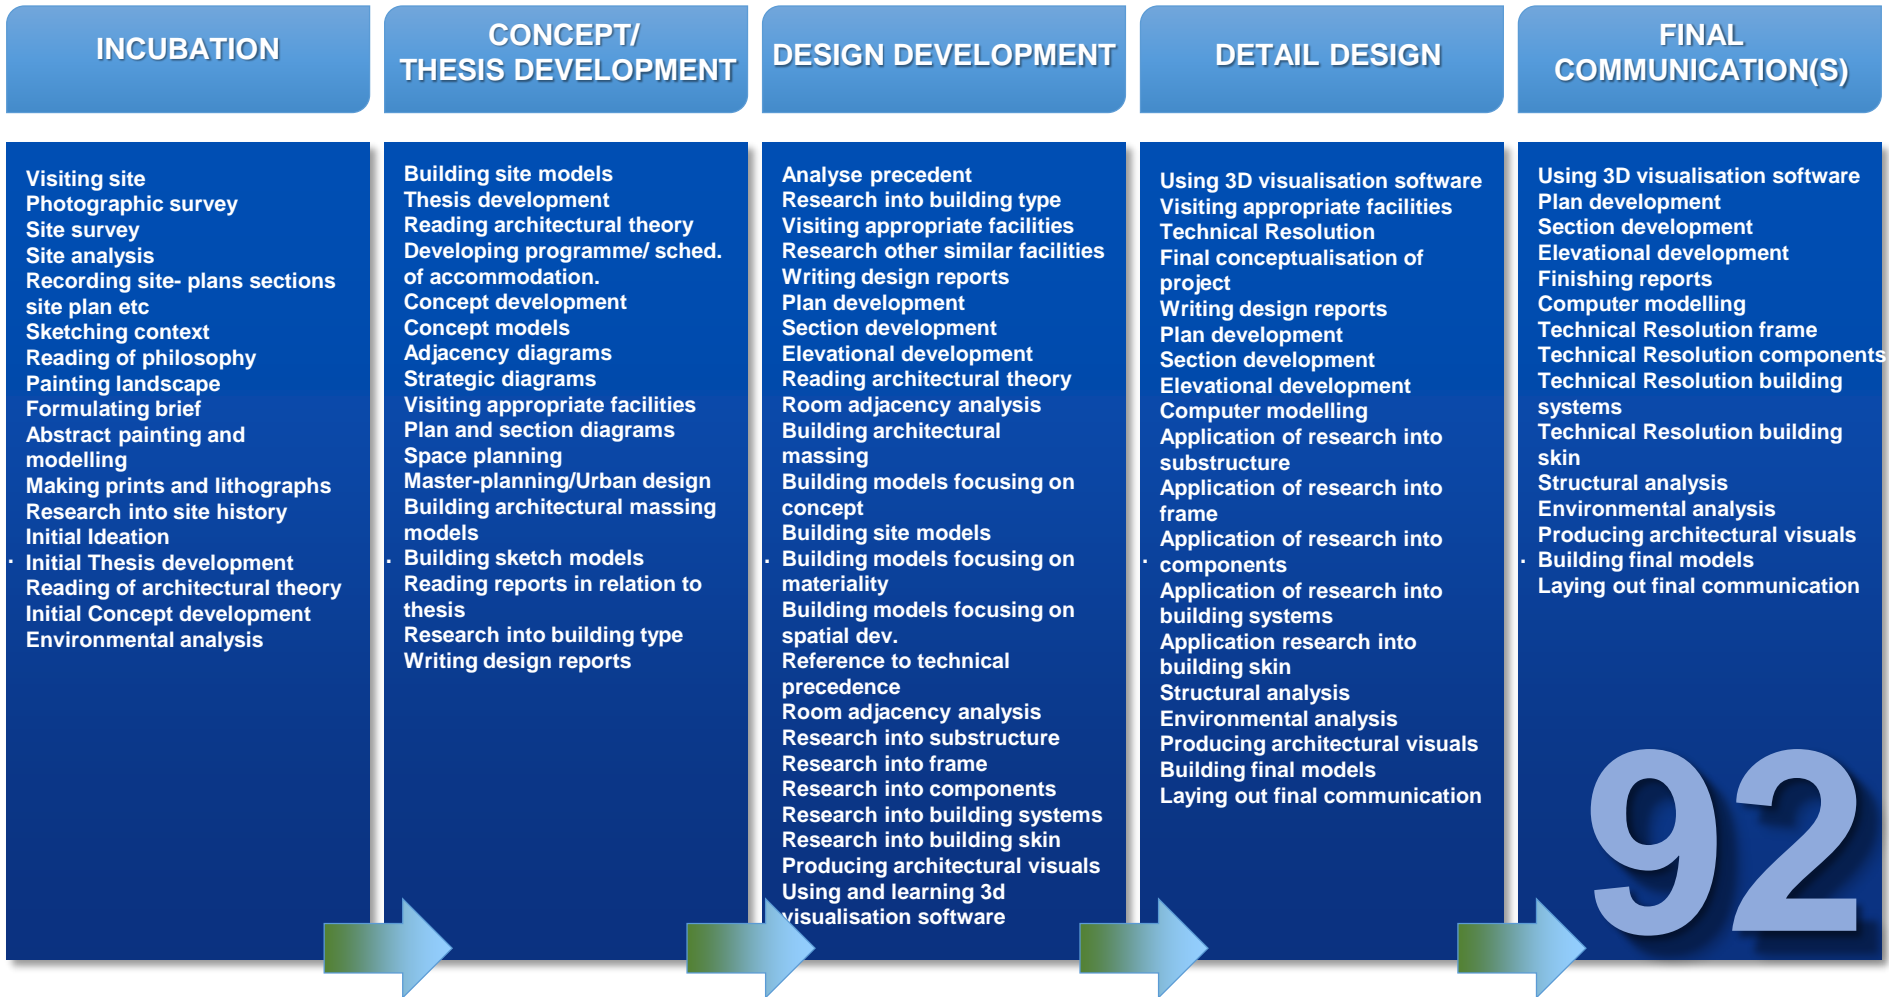 INCUBATION
Visiting site
Photographic survey
Site survey
Site analysis
Recording site- plans sections
site plan etc
Sketching context
Reading of philosophy
Painting landscape
Formulating brief
Abstract painting and
modelling
Making prints and lithographs
Research into site history
Initial Ideation
. Initial Thesis development
Reading of architectural theory
Initial Concept development
Environmental analysis
CONCEPT/
THESIS DEVELOPMENT
Building site models
Thesis development
Reading architectural theory
Developing programme/ sched.
of accommodation.
Concept development
Concept models
Adjacency diagrams
Strategic diagrams
Visiting appropriate facilities
Plan and section diagrams
Space planning
Master-planning/Urban design
Building architectural massing
models
. Building sketch models
Reading reports in relation to
thesis
Research into building type
Writing design reports
DESIGN DEVELOPMENT
Analyse precedent
Research into building type
Visiting appropriate facilities
Research other similar facilities
Writing design reports
Plan development
Section development
Elevational development
Reading architectural theory
Room adjacency analysis
Building architectural
massing
Building models focusing on
concept
Building site models
. Building models focusing on
materiality
Building models focusing on
spatial dev.
Reference to technical
precedence
Room adjacency analysis
Research into substructure
Research into frame
Research into components
Research into building systems
Research into building skin
Producing architectural visuals
Using and learning 3d
visualisation software
DETAIL DESIGN
Using 3D visualisation software
Visiting appropriate facilities
Technical Resolution
Final conceptualisation of
project
Writing design reports
Plan development
Section development
Elevational development
Computer modelling
Application of research into
substructure
Application of research into
frame
Application of research into
. components
Application of research into
building systems
Application research into
building skin
Structural analysis
Environmental analysis
Producing architectural visuals
Building final models
Laying out final communication
FINAL
COMMUNICATION(S)
Using 3D visualisation software
Plan development
Section development
Elevational development
Finishing reports
Computer modelling
Technical Resolution frame
Technical Resolution components
Technical Resolution building
systems
Technical Resolution building
skin
Structural analysis
Environmental analysis
Producing architectural visuals
. Building final models
Laying out final communication
92